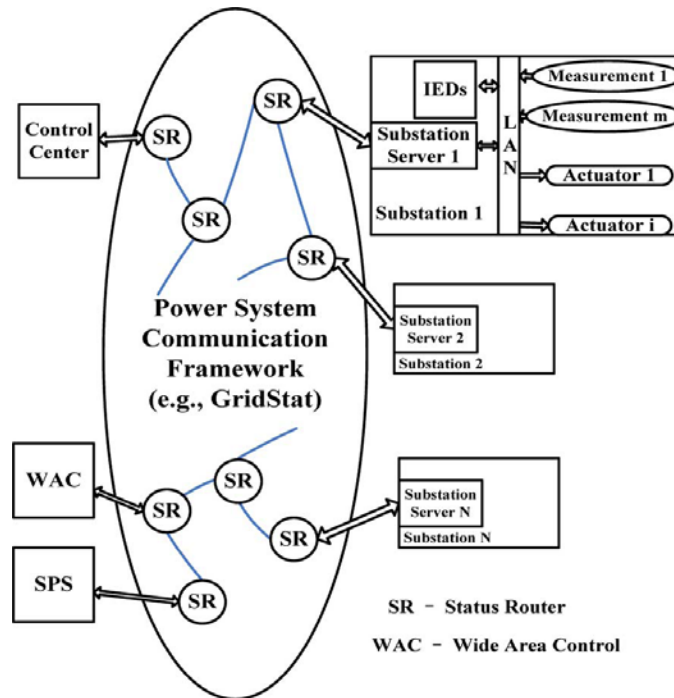 Control
Center
SR
SR
SR
SR
IEDs
Substation
Server 1
Substation 1
L
A
N
Measurement 1
Measurement m
Actuator 1
Actuator i
Power System
Communication
Framework
(e.g., GridStat)
Substation
Server 2
Substation 2
WAC
SPS
SR
SR
SR
SR
Substation
Server N
Substation N
SR - Status Router
WAC - Wide Area Control